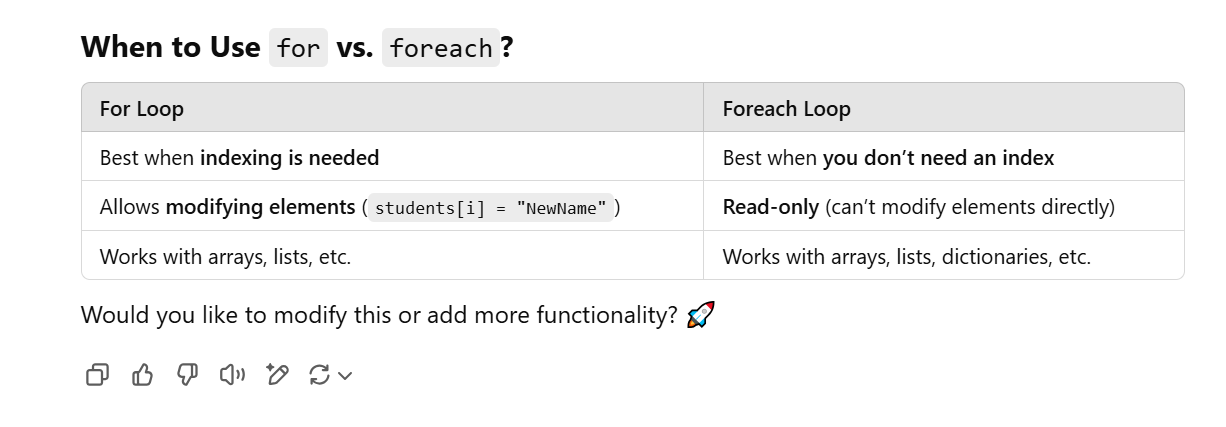 When to Use for vs. foreach?
For Loop Foreach Loop
Best when indexing is needed Best when you don’t need an index
Allows modifying elements (students[i] = "NewName") Read-only (can’t modify elements directly)
Works with arrays, lists, etc. Works with arrays, lists, dictionaries, etc.
Would you like to modify this or add more functionality? 🚀